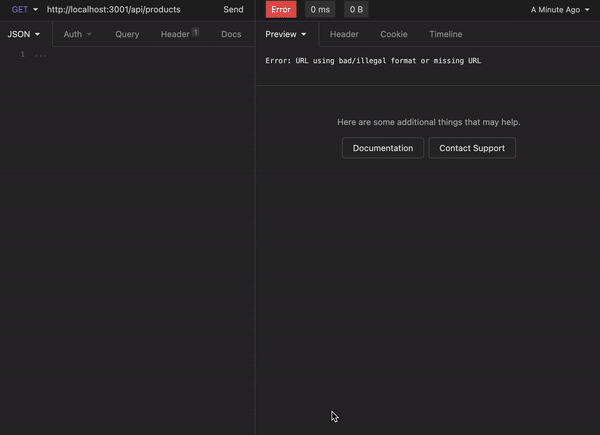 GET http://localhost:3001/api/products Send Error 0 ms 0 B A Minute Ago
JSON Auth Query Header 1 Docs Preview Header Cookie Timeline
1 ...
Error: URL using bad/illegal format or missing URL
Here are some additional things that may help.
Documentation Contact Support